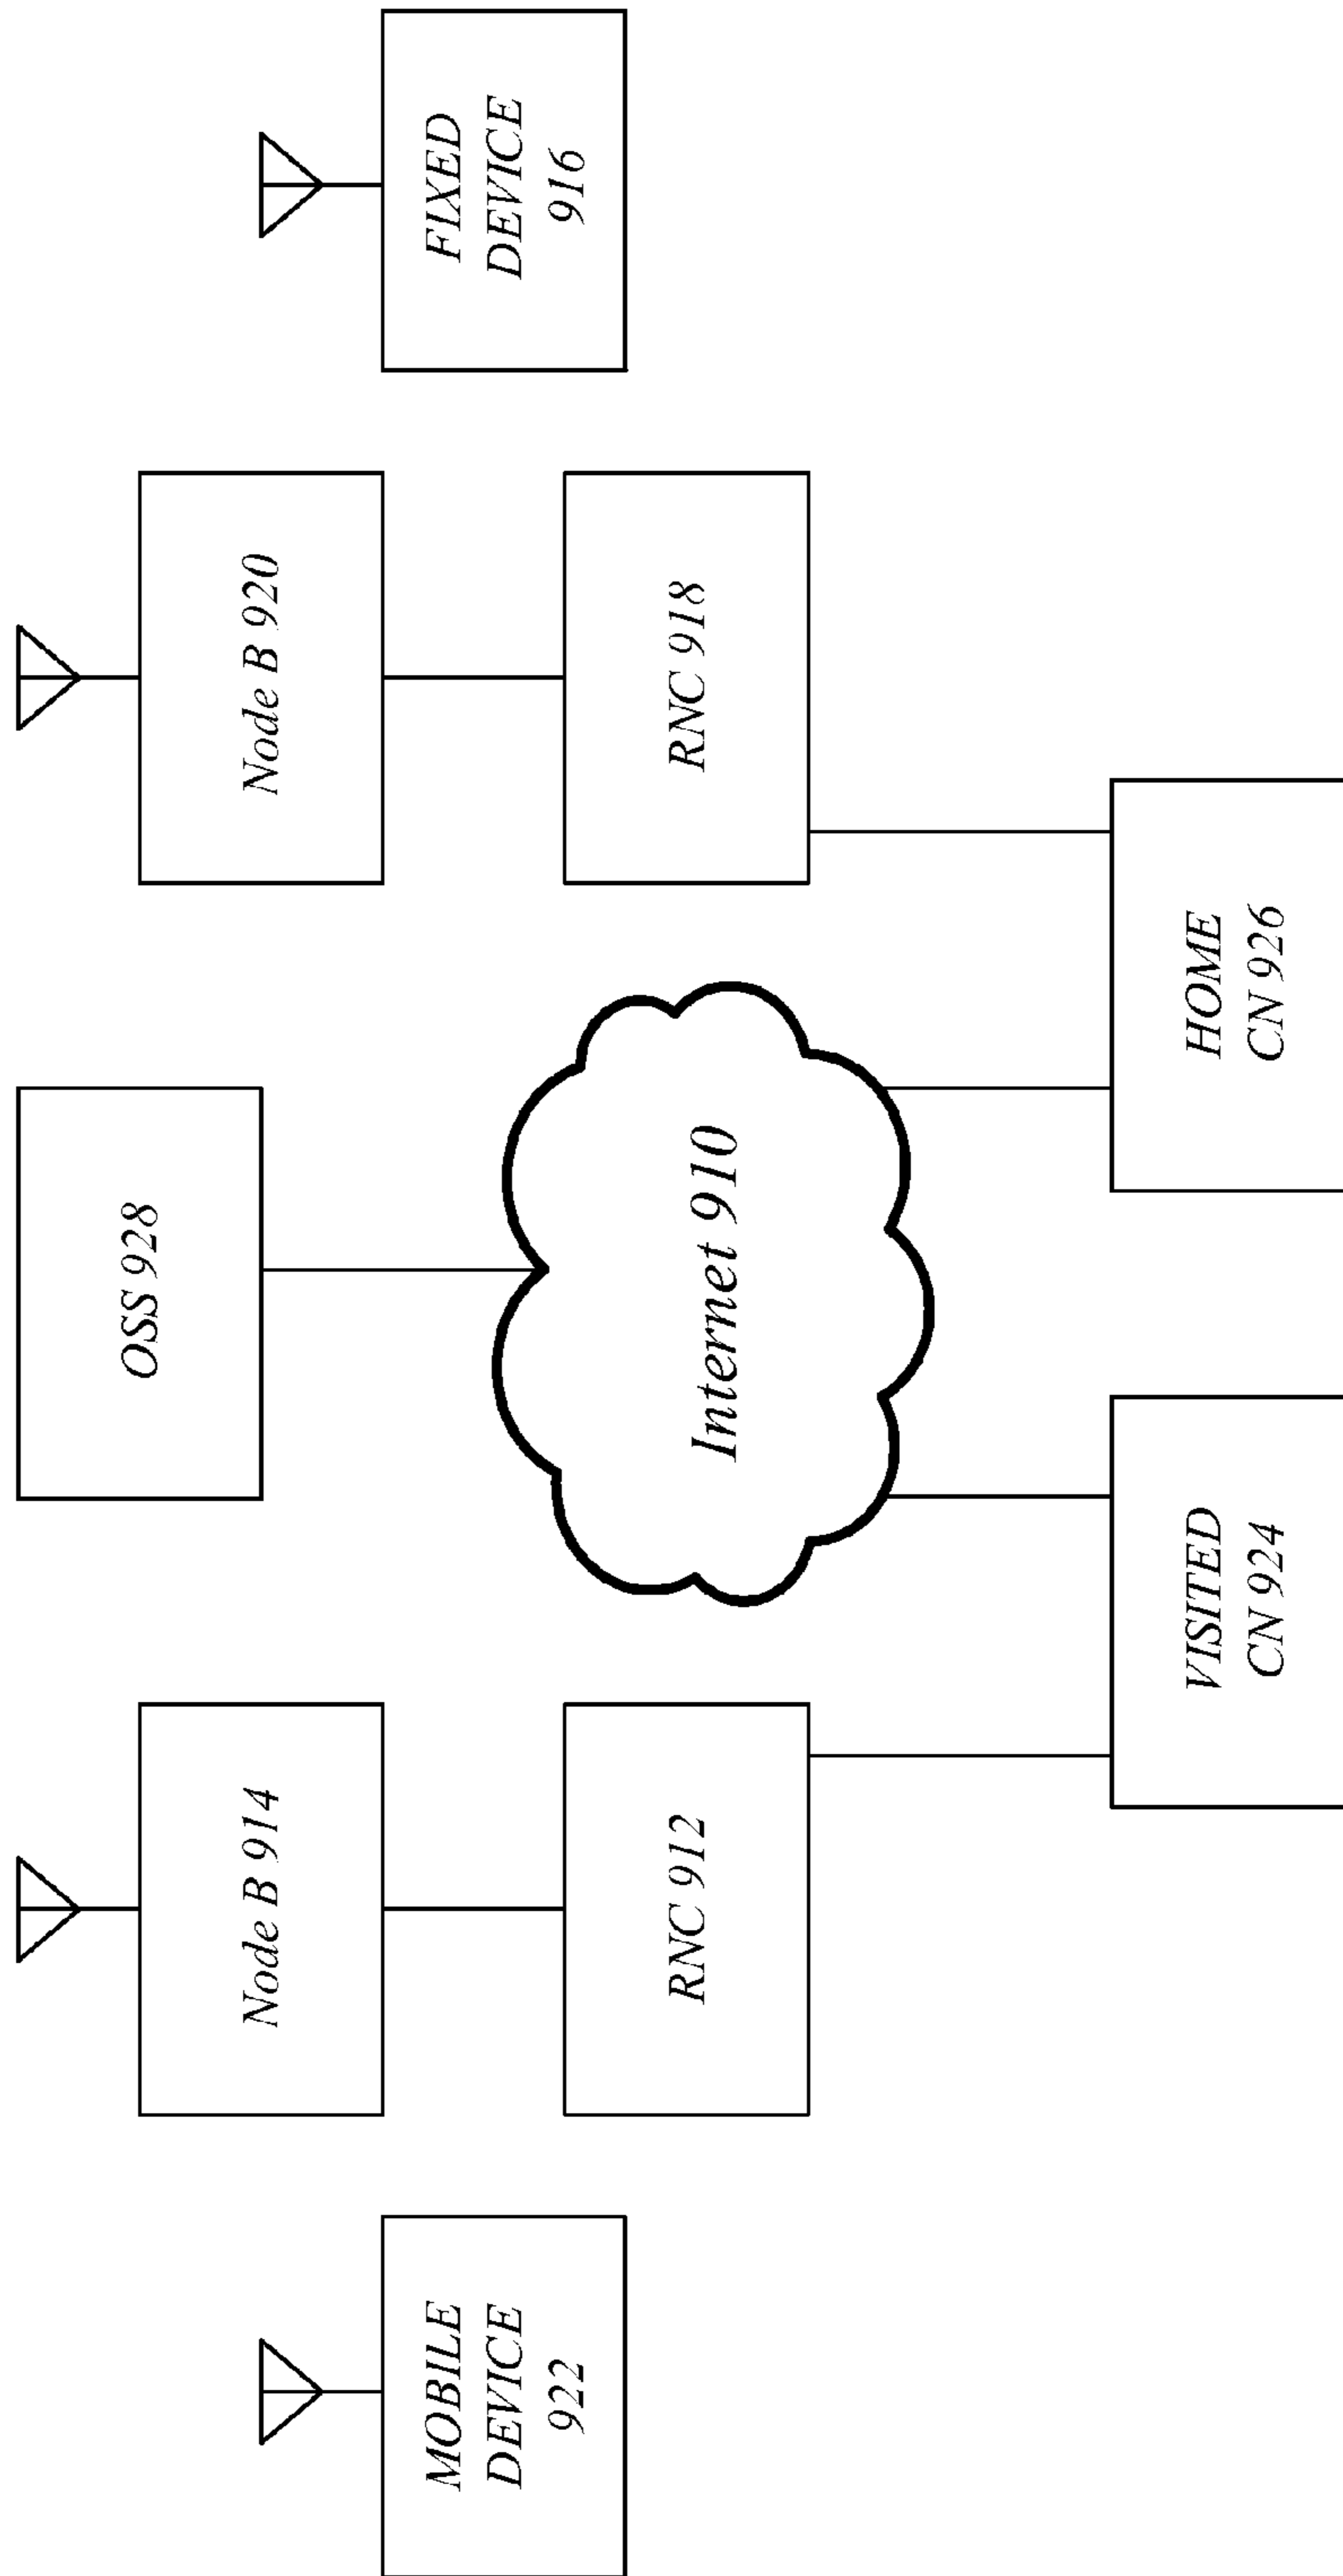 MOBILE
DEVICE
922
Node B 914
RNC 912
VISITED
CN 924
OSS 928
Internet 910
HOME
CN 926
Node B 920
RNC 918
FIXED
DEVICE
916